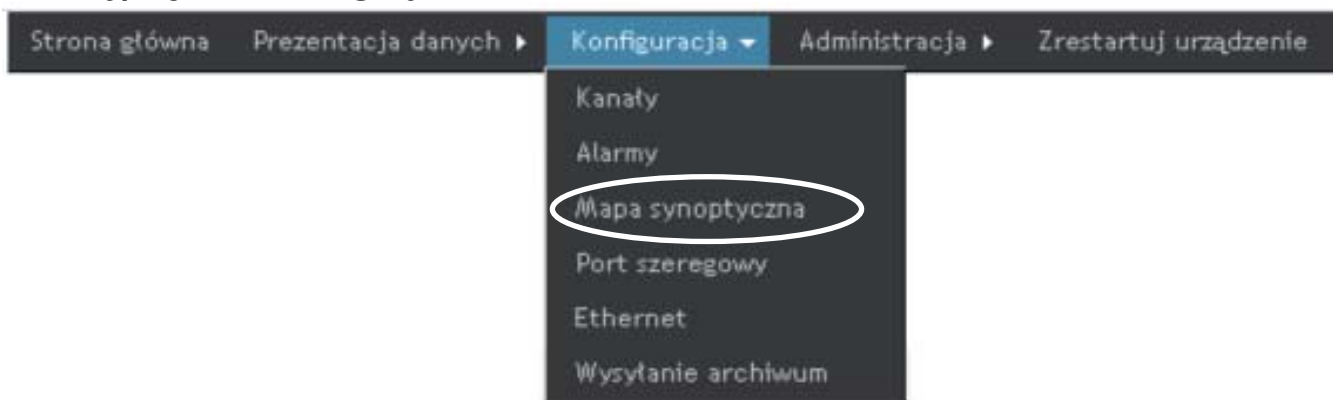 Strona główna Prezentacja danych ▸ Konfiguracja ▾ Administracja ▸ Zrestartuj urządzenie
Kanały
Alarmy
Mapa synoptyczna
Port szeregowy
Ethernet
Wysyłanie archiwum